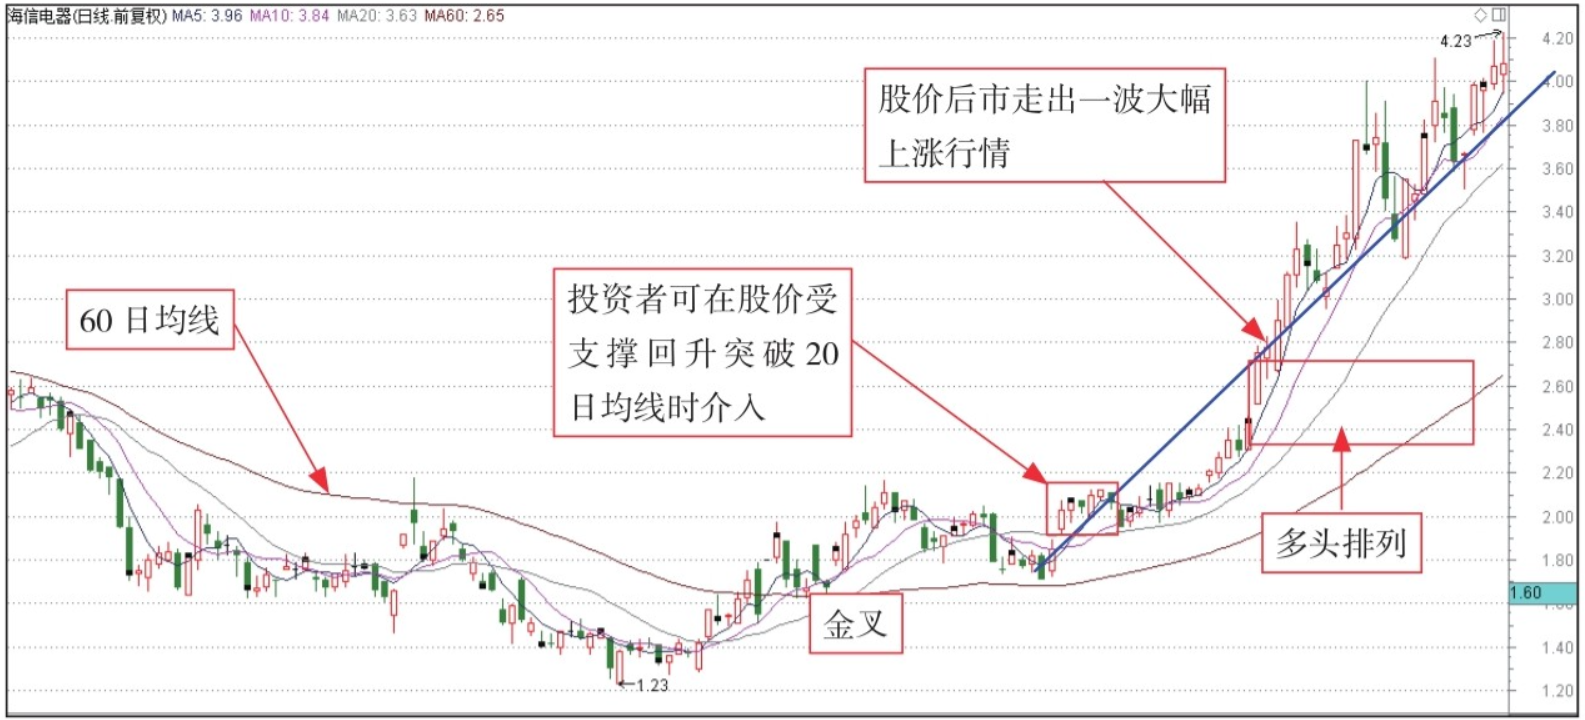 海信电器(日线.前复权) MA5: 3.96 MA10: 3.84 MA20: 3.63 MA60: 2.65
4.23
4.20
股价后市走出一波大幅
上涨行情
4.00
3.80
3.60
3.40
3.20
投资者可在股价受
支撑回升突破20
日均线时介入
3.00
60日均线
2.80
2.60
2.40
2.20
2.00
多头排列
1.80
1.60
1.60
金叉
1.40
1.23
1.20